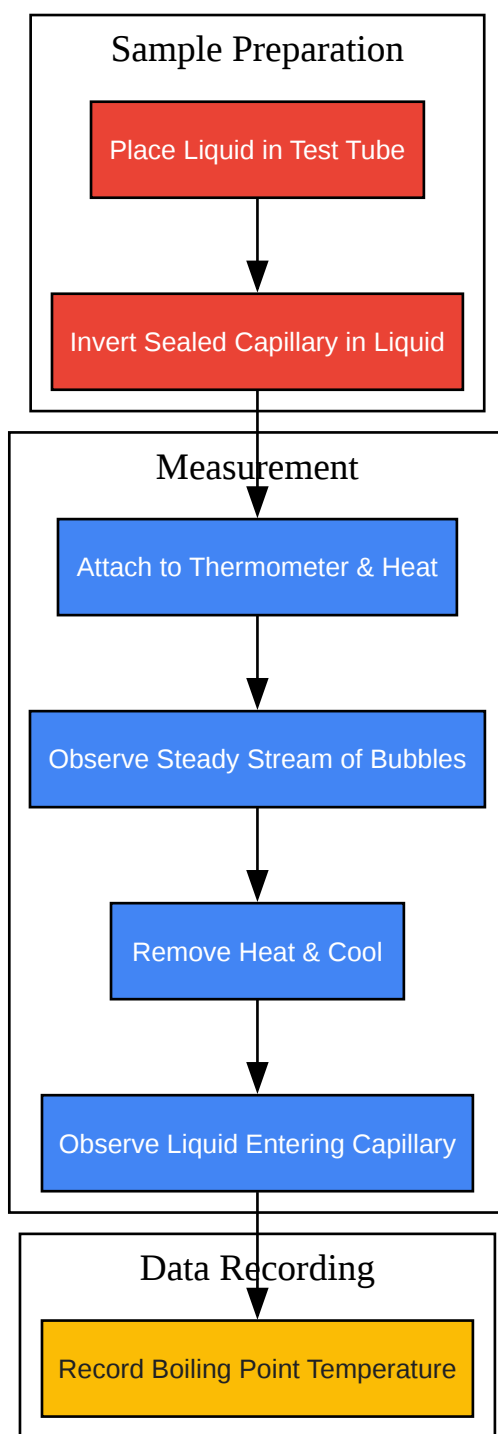 Sample Preparation
Place Liquid in Test Tube
Invert Sealed Capillary in Liquid
Measurement
Attach to Thermometer & Heat
Observe Steady Stream of Bubbles
Remove Heat & Cool
Observe Liquid Entering Capillary
Data Recording
Record Boiling Point Temperature